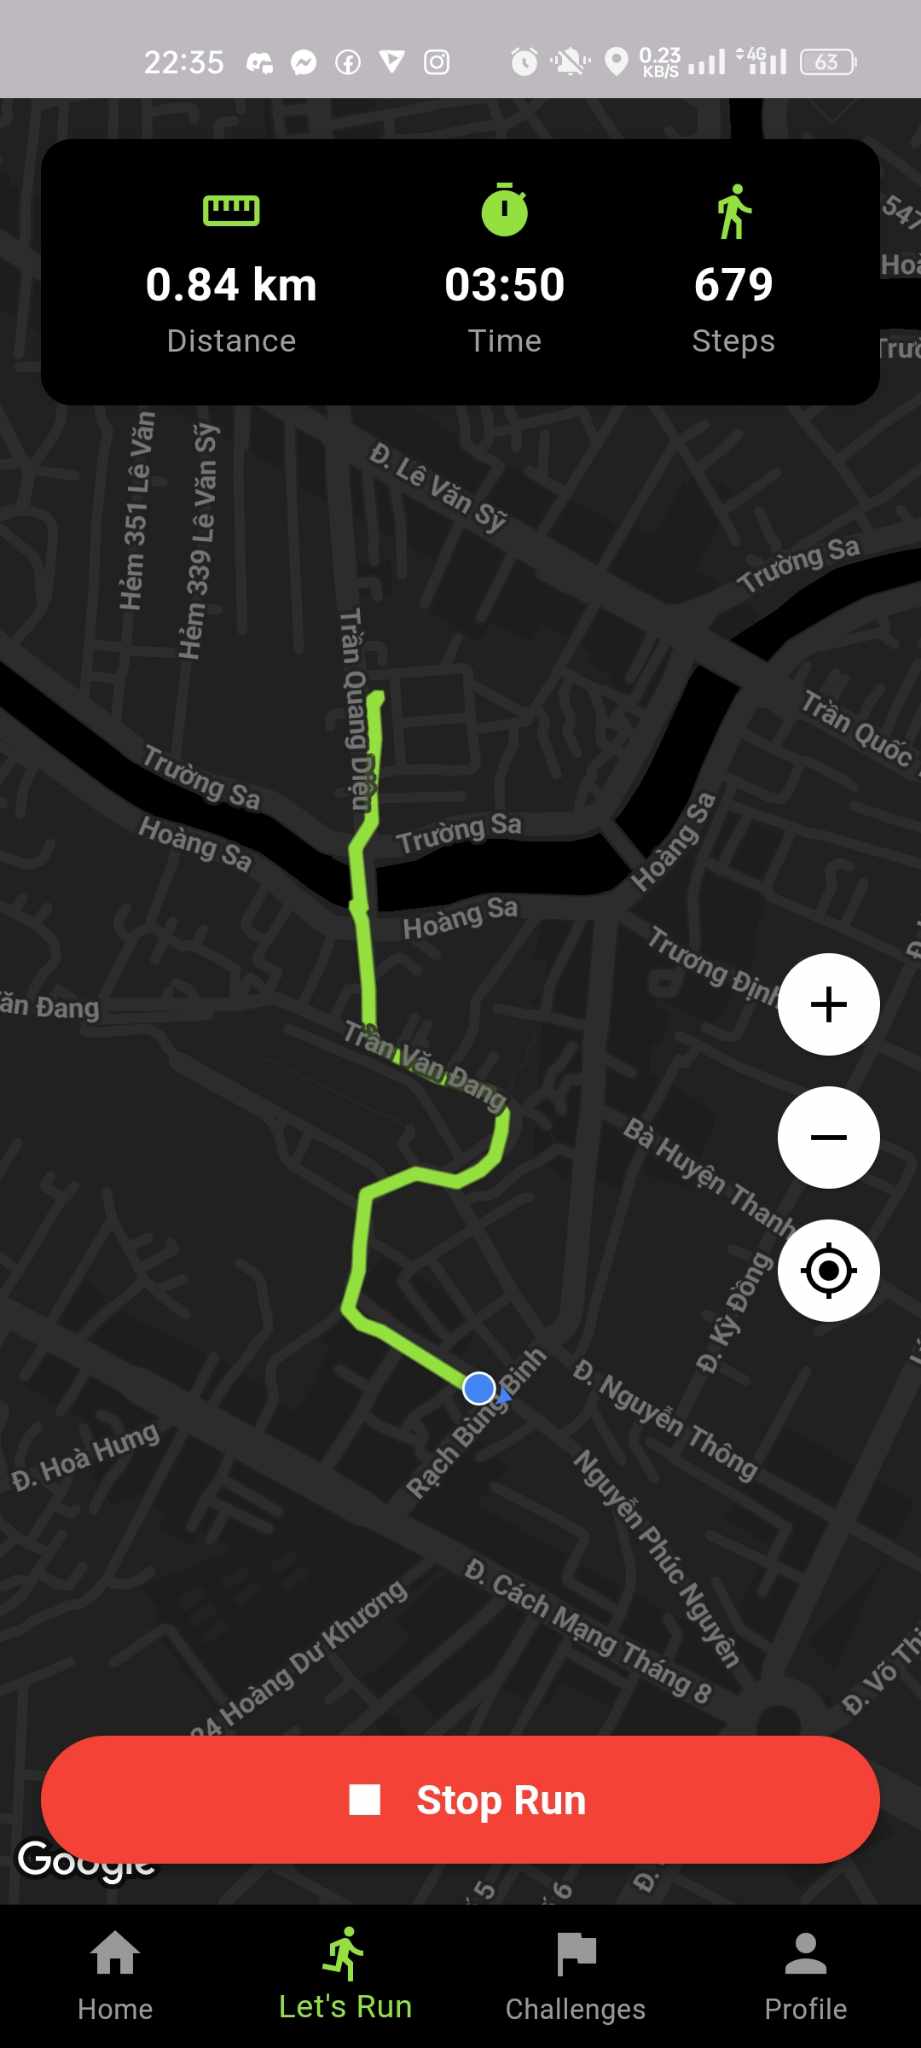 22:35
0.23
KB/S
4G
63
0.84 km
03:50
679
Distance
Time
Steps
547
Hẻm 351 Lê Văn
Hẻm 339 Lê Văn Sỹ
Đ. Lê Văn Sỹ
Trường Sa
Trần Quang Diệu
Trần Quốc
Trường Sa
Hoàng Sa
Trường Sa
Hoàng Sa
Hoàng Sa
Trương Định
ăn Đang
Trần Văn Đang
Bà Huyện Thanh
Đ. Kỳ Đồng
Rạch Bùng Binh
Đ. Nguyễn Thông
Đ. Hoà Hưng
Nguyễn Phúc Nguyên
Đ. Cách Mạng Tháng 8
24 Hoàng Dư Khương
Đ. Võ Thị
Stop Run
Google
Home
Let's Run
Challenges
Profile